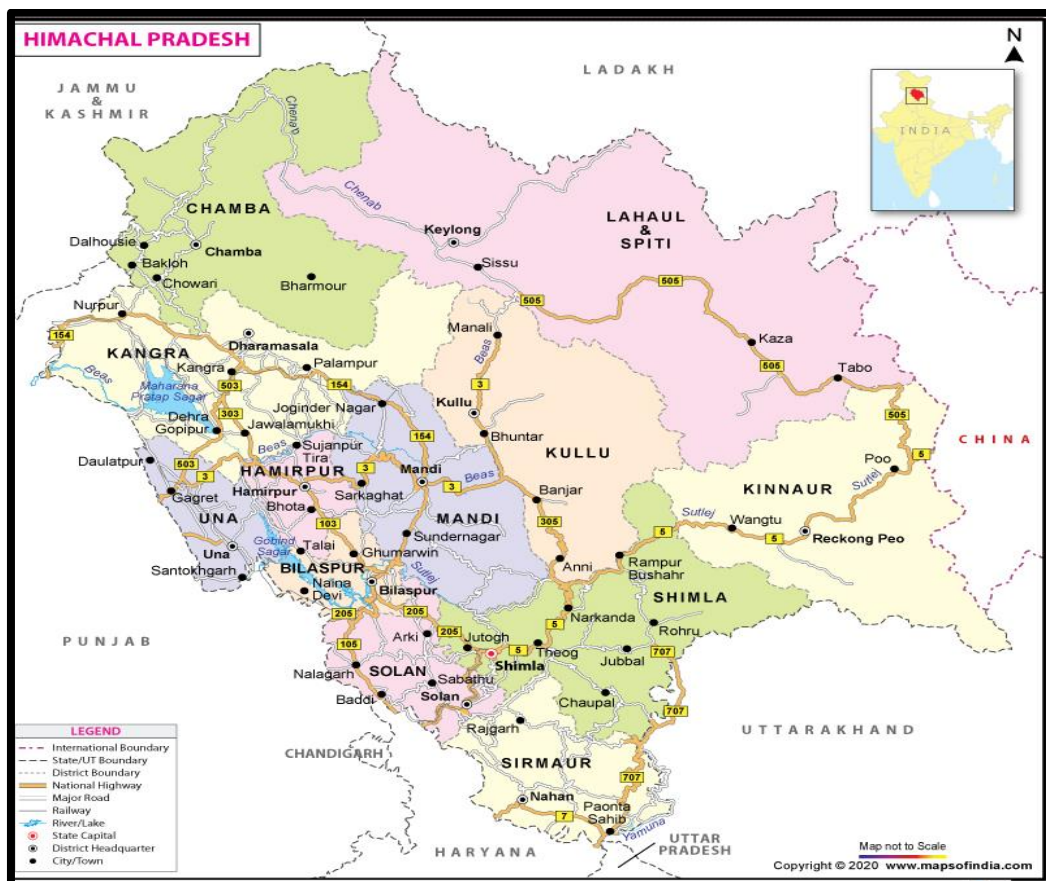 HIMACHAL PRADESH
N
LADAKH
JAMMU
&
KASHMIR
INDIA
Chenab
Chenab
CHAMBA
LAHAUL
&
SPITI
Keylong
Dalhousie
Chamba
Bakloh
Sissu
Chowari
Bharmour
505
505
Nurpur
Manali
154
Dharamasala
Kaza
KANGRA
Palampur
Beas
Kangra
505
Tabo
Beas
503
154
3
Maharana
Pratap Sagar
Joginder Nagar
Kullu
303
505
Dehra
Gopipur
Jawalamukhi
154
Bhuntar
CHINA
Beas
Sujanpur
Tira
KULLU
5
Daulatpur
503
Poo
3
HAMIRPUR
3
Mandi
Beas
Sutlej
Hamirpur
Sarkaghat
3
KINNAUR
Gagret
Banjar
Bhota
MANDI
Sutlej
UNA
103
305
5
Wangtu
Gobind
Sagar
Sundernagar
5
Reckong Peo
Una
Talai
Ghumarwin
Anni
Rampur
Bushahr
Santokhgarh
BILASPUR
Sutlej
Naina
Devi
Bilaspur
SHIMLA
205
205
Narkanda
PUNJAB
Arki
205
Jutogh
5
Rohru
105
5
Theog
707
Shimla
Jubbal
Nalagarh
SOLAN
Sabathu
Baddi
Solan
Chaupal
707
Rajgarh
UTTARAKHAND
CHANDIGARH
SIRMAUR
707
Nahan
Paonta
Sahib
7
Yamuna
HARYANA
UTTAR
PRADESH
LEGEND
International Boundary
State/UT Boundary
District Boundary
National Highway
Major Road
Railway
River/Lake
State Capital
District Headquarter
City/Town
Map not to Scale
Copyright © 2020 www.mapsofindia.com